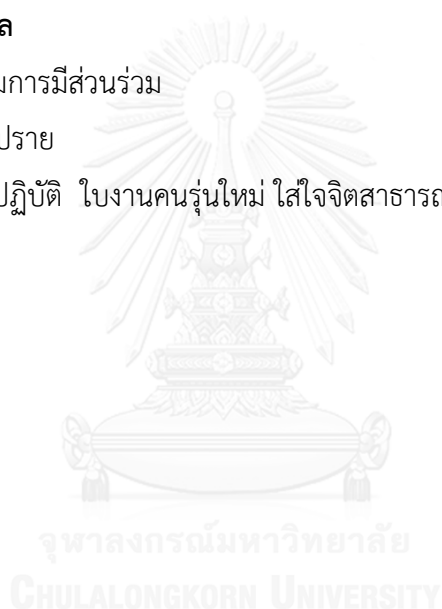 ล
มการมีส่วนร่วม
ปราย
ปฏิบัติ ใบงานคนรุ่นใหม่ ใส่ใจจิตสาธารณ
จุฬาลงกรณ์มหาวิทยาลัย
CHULALONGKORN UNIVERSITY